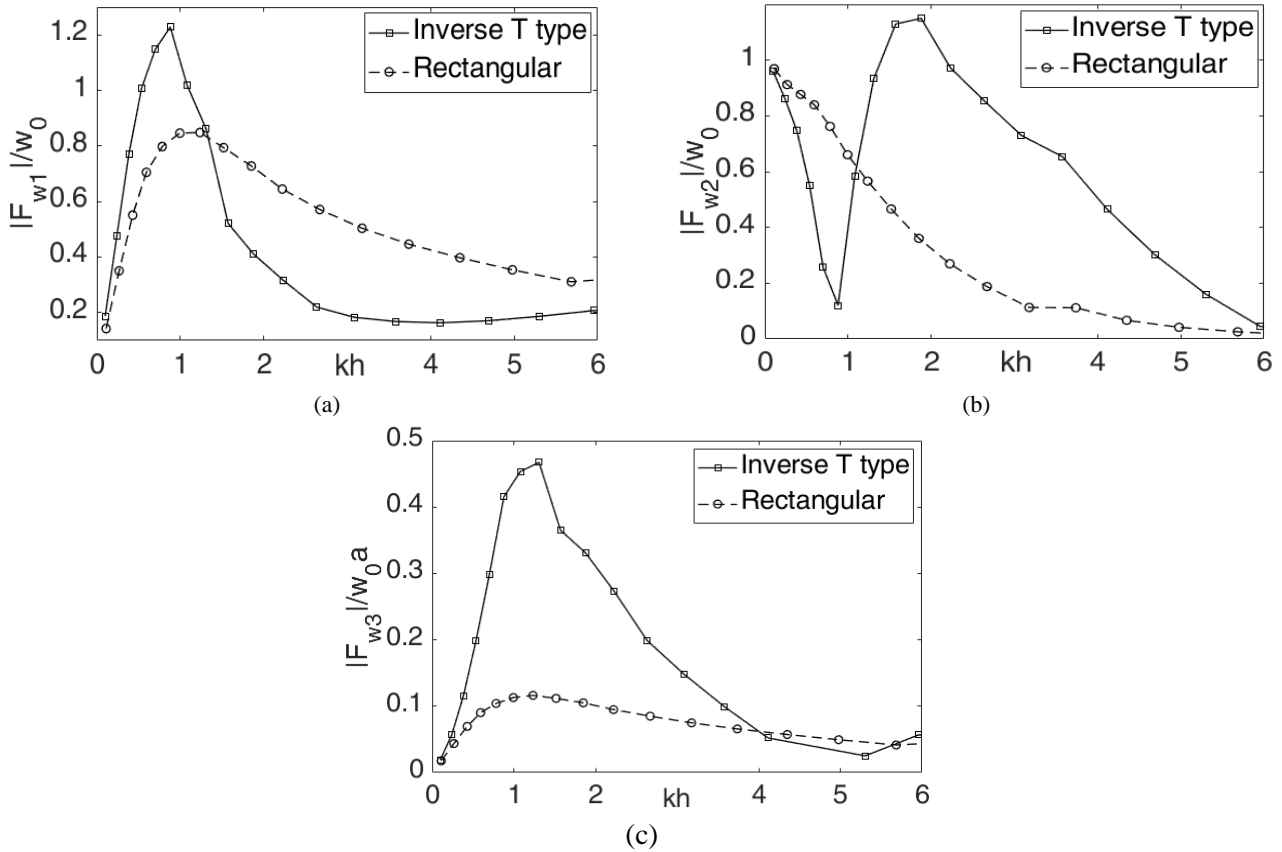 1.2
1
0.8
0.6
0.4
0.2
|F_w1|/w_0
Inverse T type
Rectangular
0 1 2 3 4 5 6
kh
(a)
1
0.8
0.6
0.4
0.2
0
|F_w2|/w_0
Inverse T type
Rectangular
0 1 2 3 4 5 6
kh
(b)
0.5
0.4
0.3
0.2
0.1
0
|F_w3|/w_0a
Inverse T type
Rectangular
0 1 2 kh 4 5 6
(c)